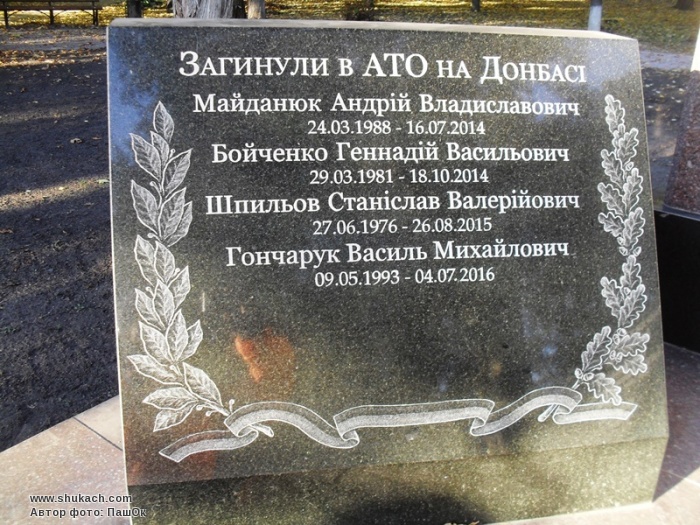 Загинули в АТО на Донбасі
Майданюк Андрій Владиславович
24.03.1988 - 16.07.2014
Бойченко Геннадій Васильович
29.03.1981 - 18.10.2014
Шпильов Станіслав Валерійович
27.06.1976 - 26.08.2015
Гончарук Василь Михайлович
09.05.1993 - 04.07.2016
www.shukach.com
Автор фото: ПашОк